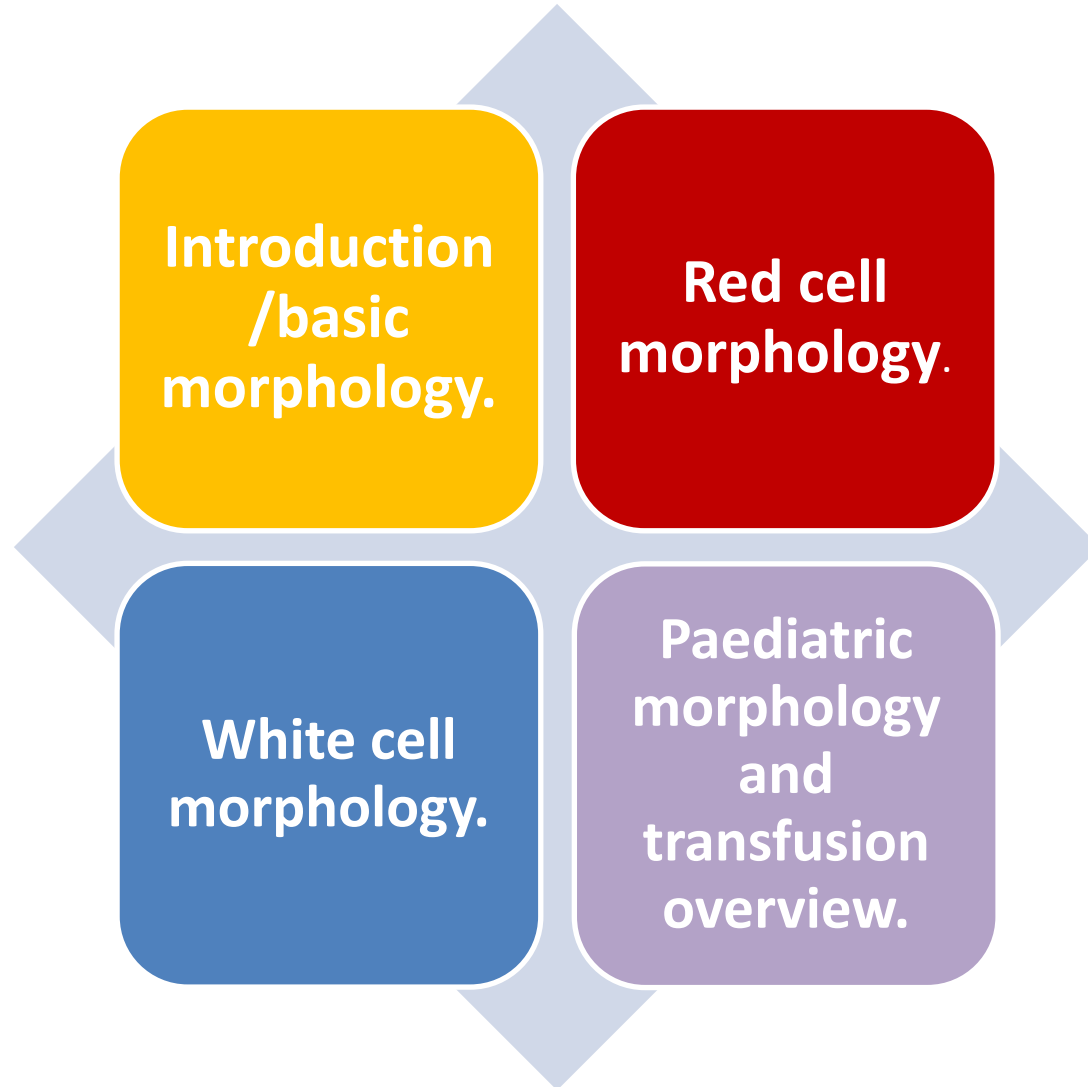 Introduction
/basic
morphology.
Red cell
morphology.
White cell
morphology.
Paediatric
morphology
and
transfusion
overview.